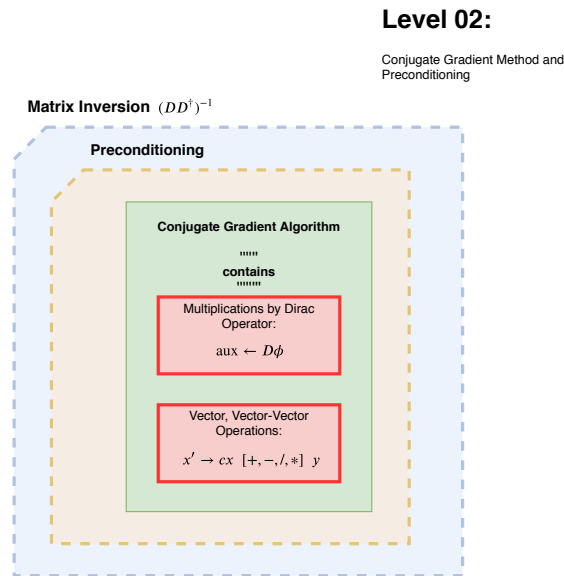 Level 02:
Conjugate Gradient Method and
Preconditioning
Matrix Inversion $(DD^\dagger)^{-1}$
Preconditioning
Conjugate Gradient Algorithm
"""""
contains
"""""""
Multiplications by Dirac
Operator:
aux ← Dϕ
Vector, Vector-Vector
Operations:
x′ → cx [+, −, /, *] y